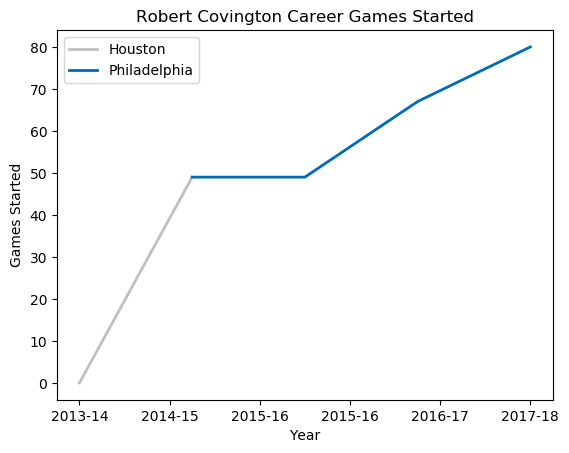 Robert Covington Career Games Started
Houston
Philadelphia
80
70
60
50
40
30
20
10
0
Games Started
2013-14 2014-15 2015-16 2015-16 2016-17 2017-18
Year